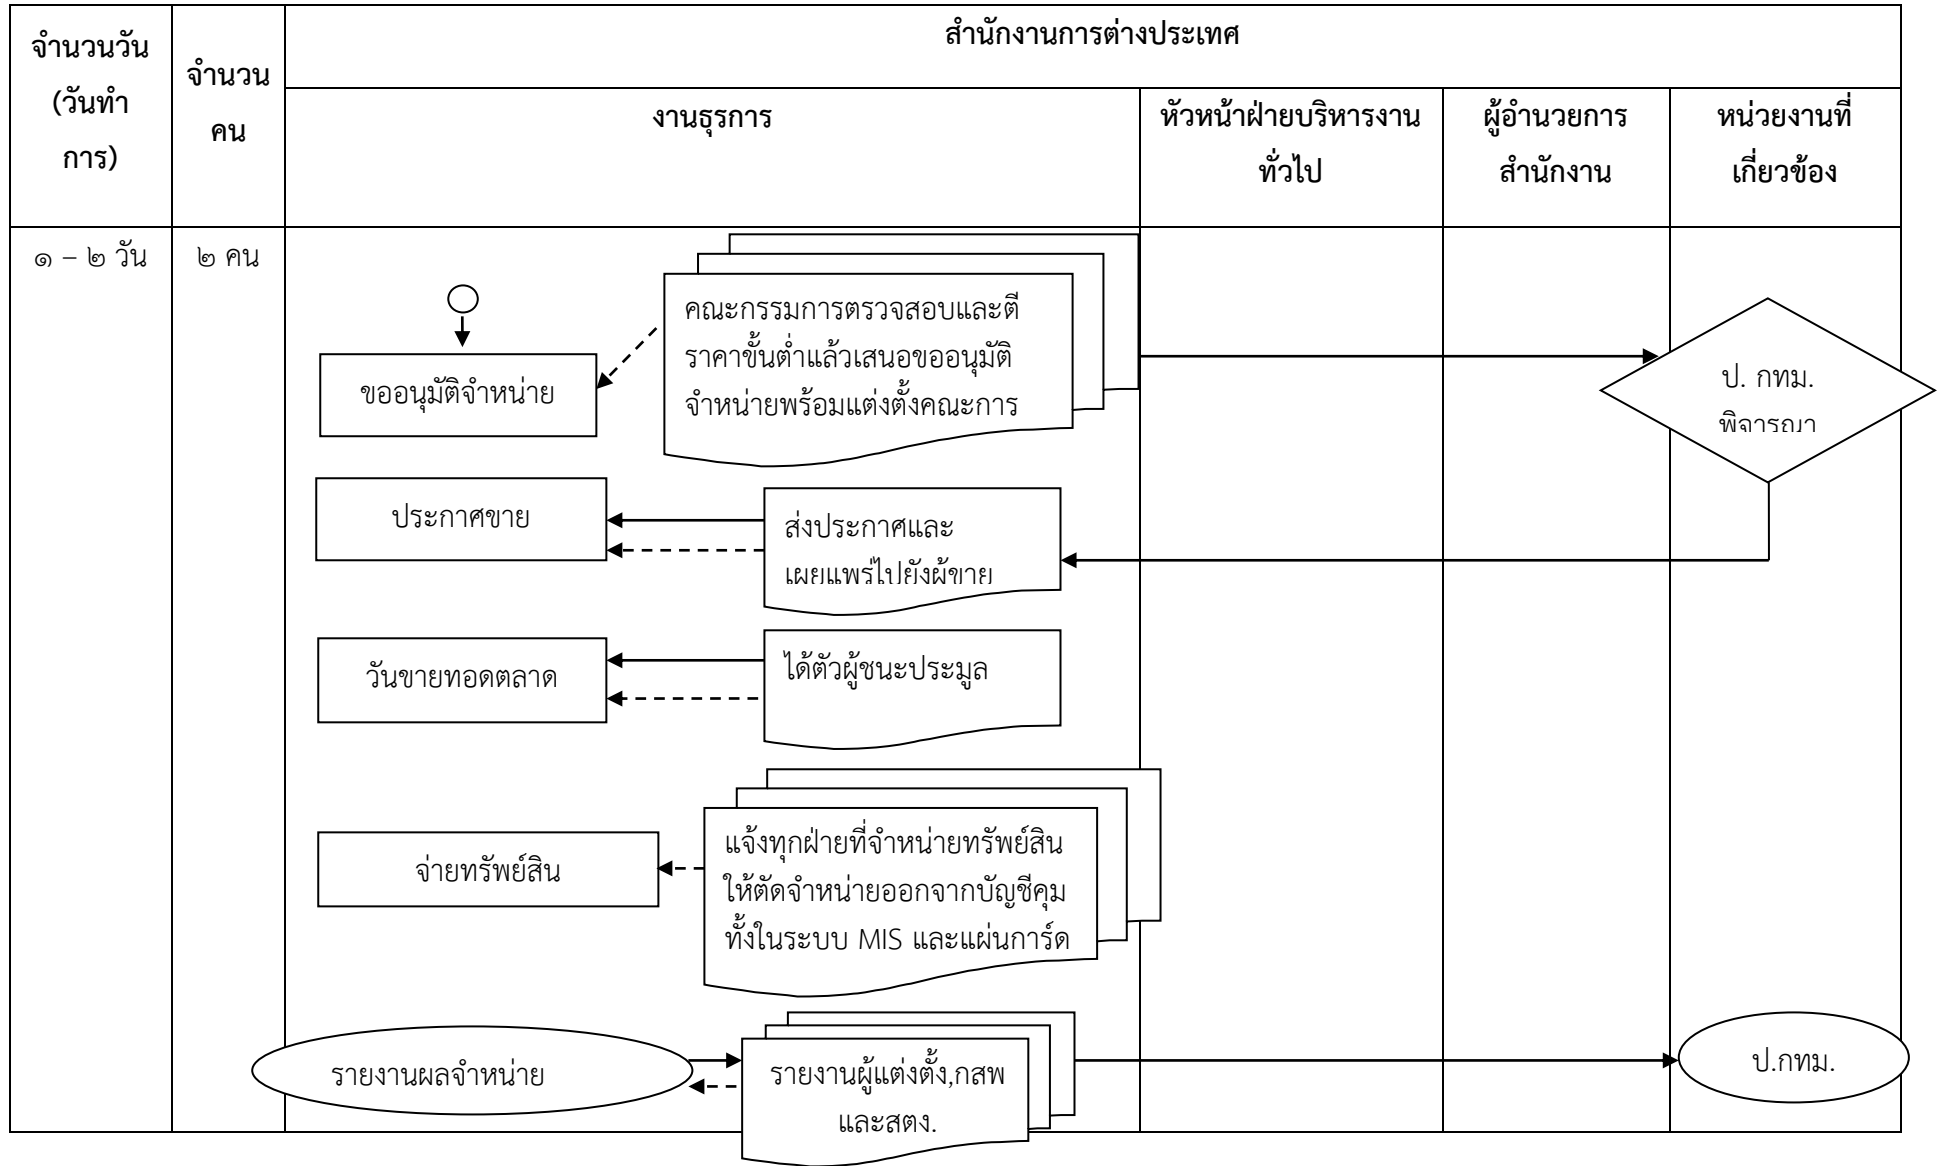 สำนักงานการต่างประเทศ
จำนวนวัน
(วันทำ
การ)
จำนวน
คน
งานธุรการ
หัวหน้าฝ่ายบริหารงาน
ทั่วไป
ผู้อำนวยการ
สำนักงาน
หน่วยงานที่
เกี่ยวข้อง
๑ – ๒ วัน
๒ คน
ขออนุมัติจำหน่าย
คณะกรรมการตรวจสอบและตี
ราคาขั้นต่ำแล้วเสนอขออนุมัติ
จำหน่ายพร้อมแต่งตั้งคณะการ
ป. กทม.
พิจารณา
ประกาศขาย
ส่งประกาศและ
เผยแพร่ไปยังผู้ขาย
วันขายทอดตลาด
ได้ตัวผู้ชนะประมูล
จ่ายทรัพย์สิน
แจ้งทุกฝ่ายที่จำหน่ายทรัพย์สิน
ให้ตัดจำหน่ายออกจากบัญชีคุม
ทั้งในระบบ MIS และแผ่นการ์ด
รายงานผลจำหน่าย
รายงานผู้แต่งตั้ง,กสพ
และสตง.
ป.กทม.